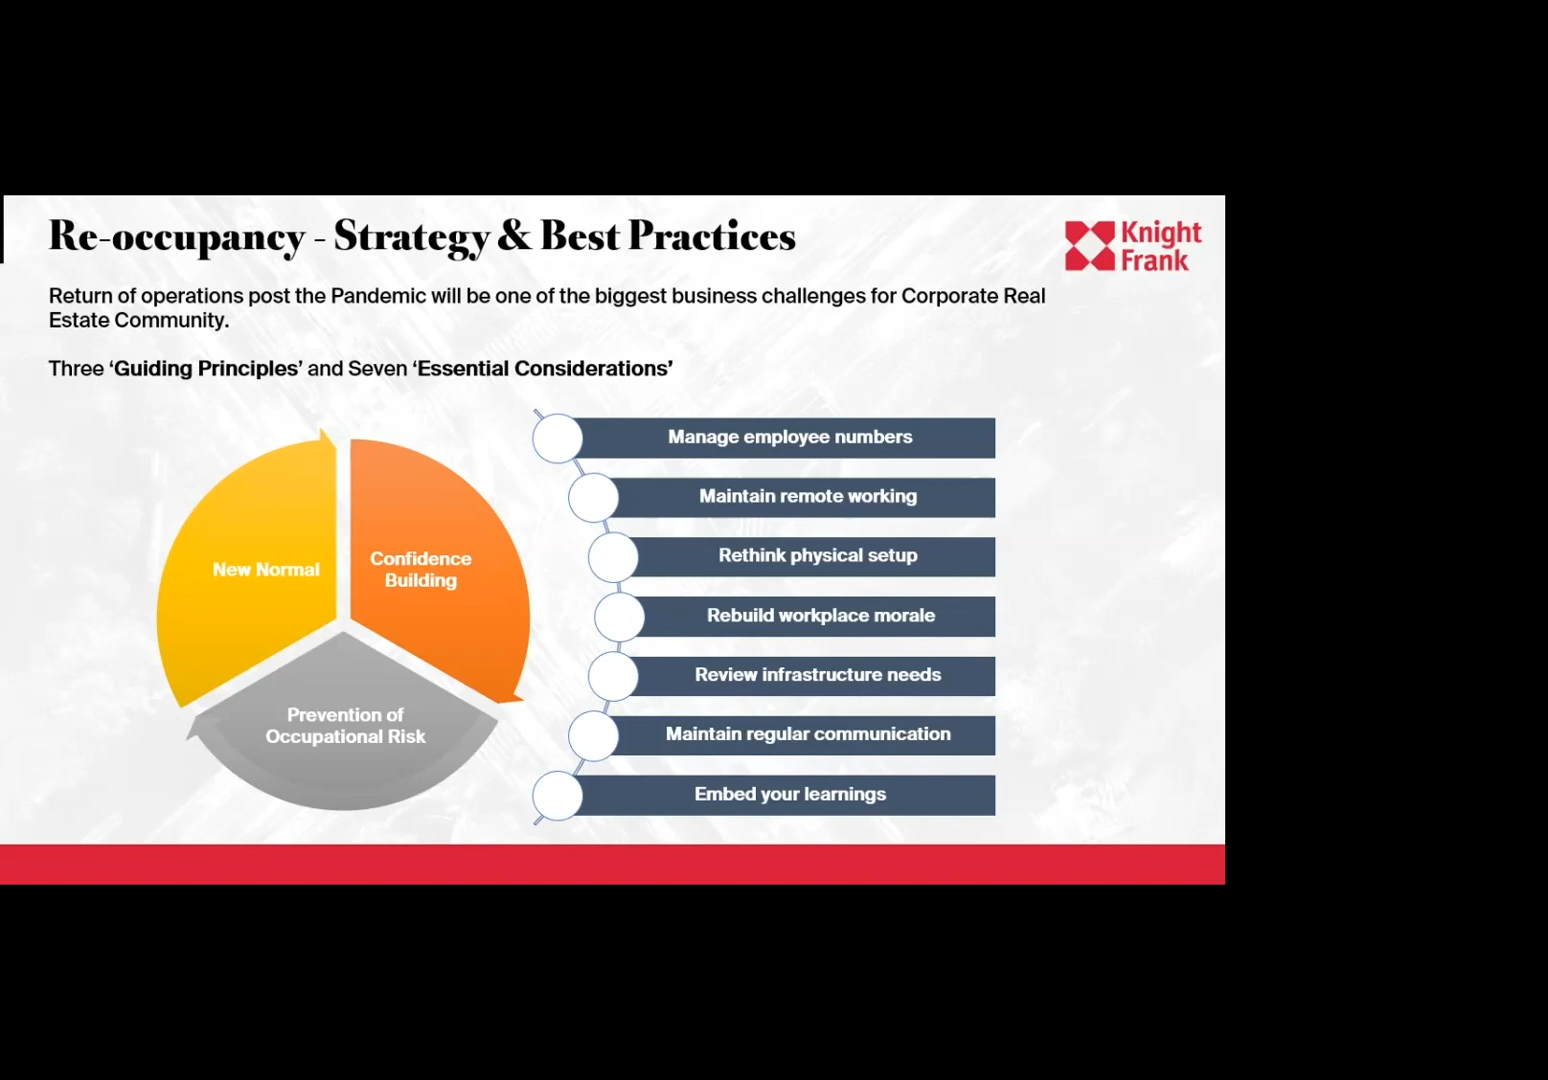 Re-occupancy - Strategy & Best Practices
Knight
Frank
Return of operations post the Pandemic will be one of the biggest business challenges for Corporate Real
Estate Community.
Three ‘Guiding Principles’ and Seven ‘Essential Considerations’
New Normal
Confidence
Building
Prevention of
Occupational Risk
Manage employee numbers
Maintain remote working
Rethink physical setup
Rebuild workplace morale
Review infrastructure needs
Maintain regular communication
Embed your learnings